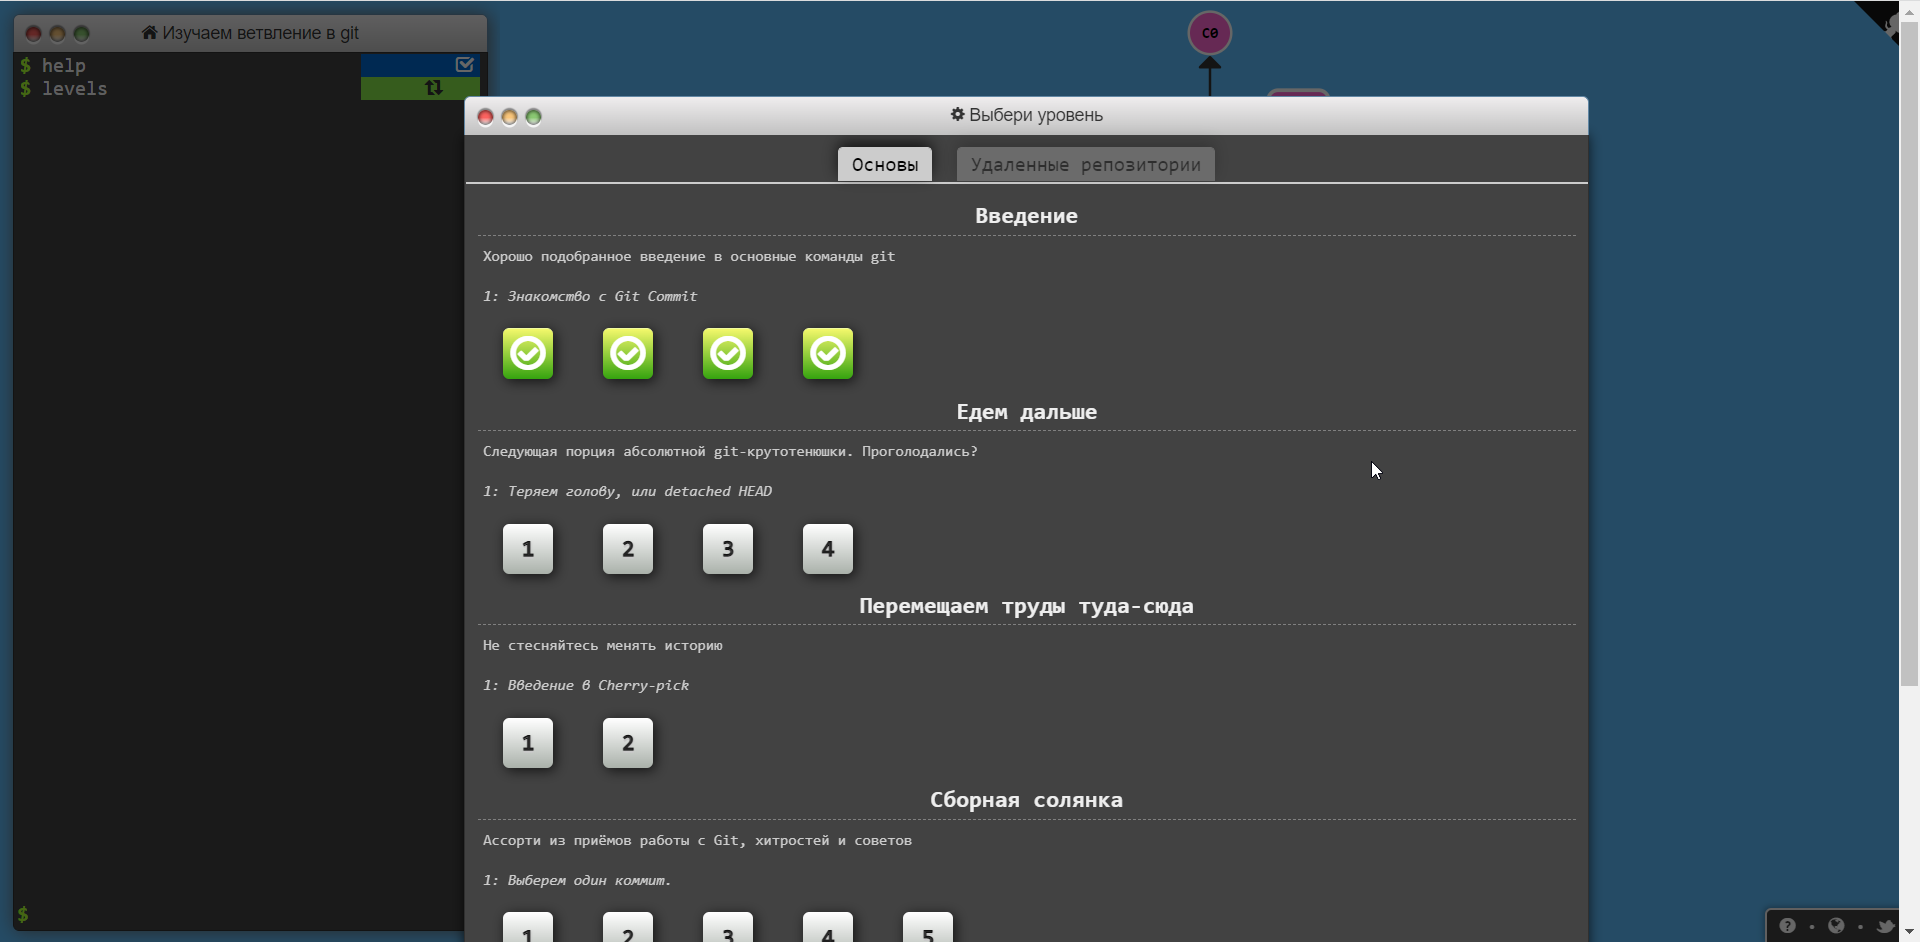 Изучаем ветвление в git
$ help
$ levels
$
C0
Выбери уровень
Основы
Удаленные репозитории
Введение
Хорошо подобранное введение в основные команды git
1: Знакомство с Git Commit
Едем дальше
Следующая порция абсолютной git-крутотенюшки. Проголодались?
1: Теряем голову, или detached HEAD
1 2 3 4
Перемещаем труды туда-сюда
Не стесняйтесь менять историю
1: Введение в Cherry-pick
1 2
Сборная солянка
Ассорти из приёмов работы с Git, хитростей и советов
1: Выберем один коммит.
1 2 3 4 5